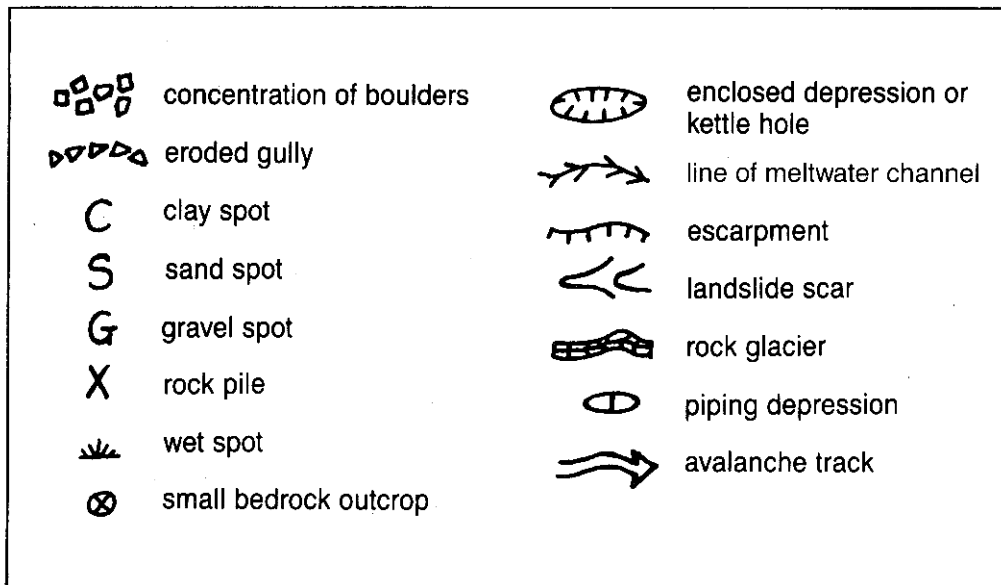 concentration of boulders
eroded gully
C clay spot
S sand spot
G gravel spot
X rock pile
wet spot
small bedrock outcrop
enclosed depression or
kettle hole
line of meltwater channel
escarpment
landslide scar
rock glacier
piping depression
avalanche track